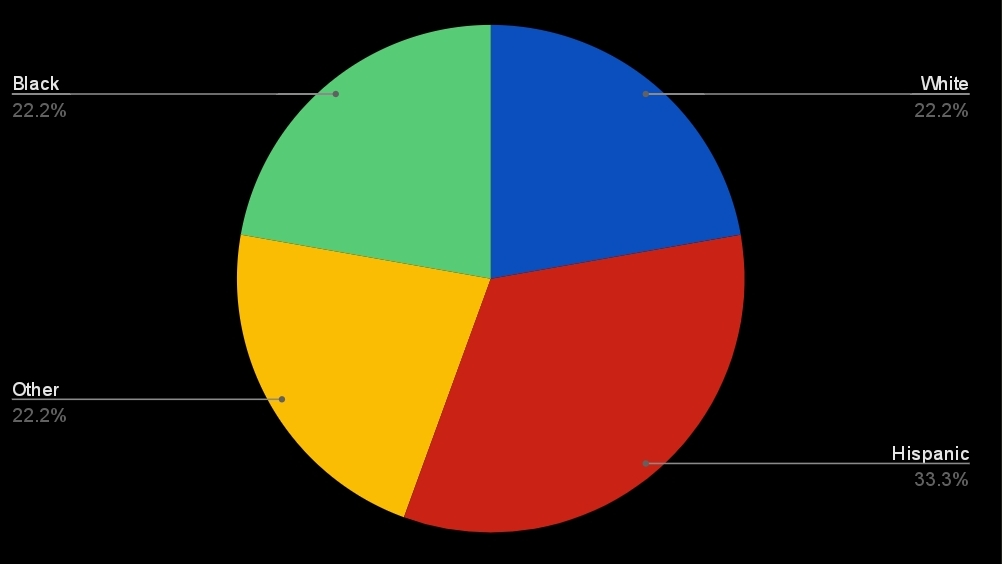 Black
22.2%
White
22.2%
Other
22.2%
Hispanic
33.3%